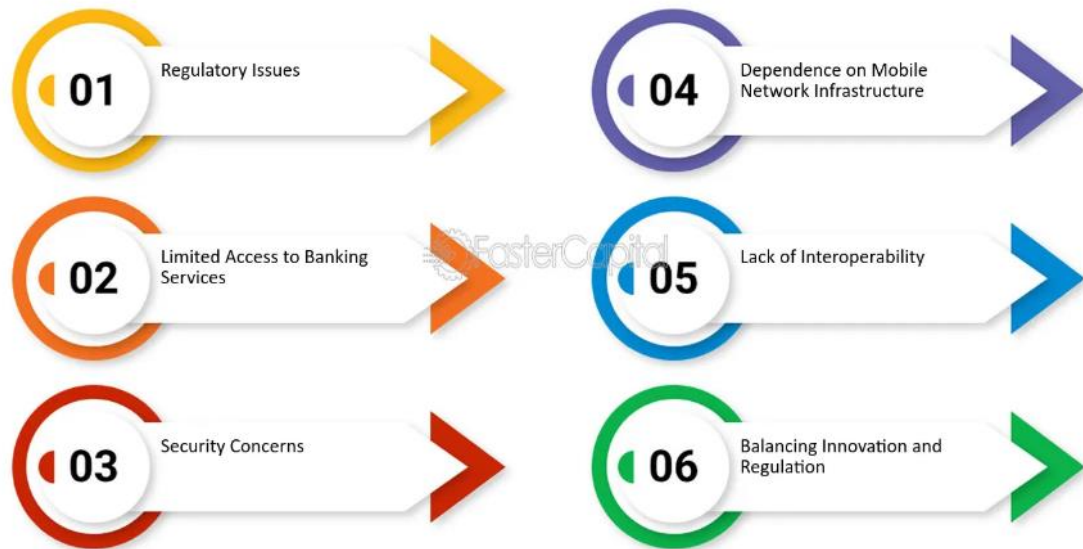 01
Regulatory Issues
02
Limited Access to Banking
Services
03
Security Concerns
04
Dependence on Mobile
Network Infrastructure
05
Lack of Interoperability
06
Balancing Innovation and
Regulation
FasterCapital